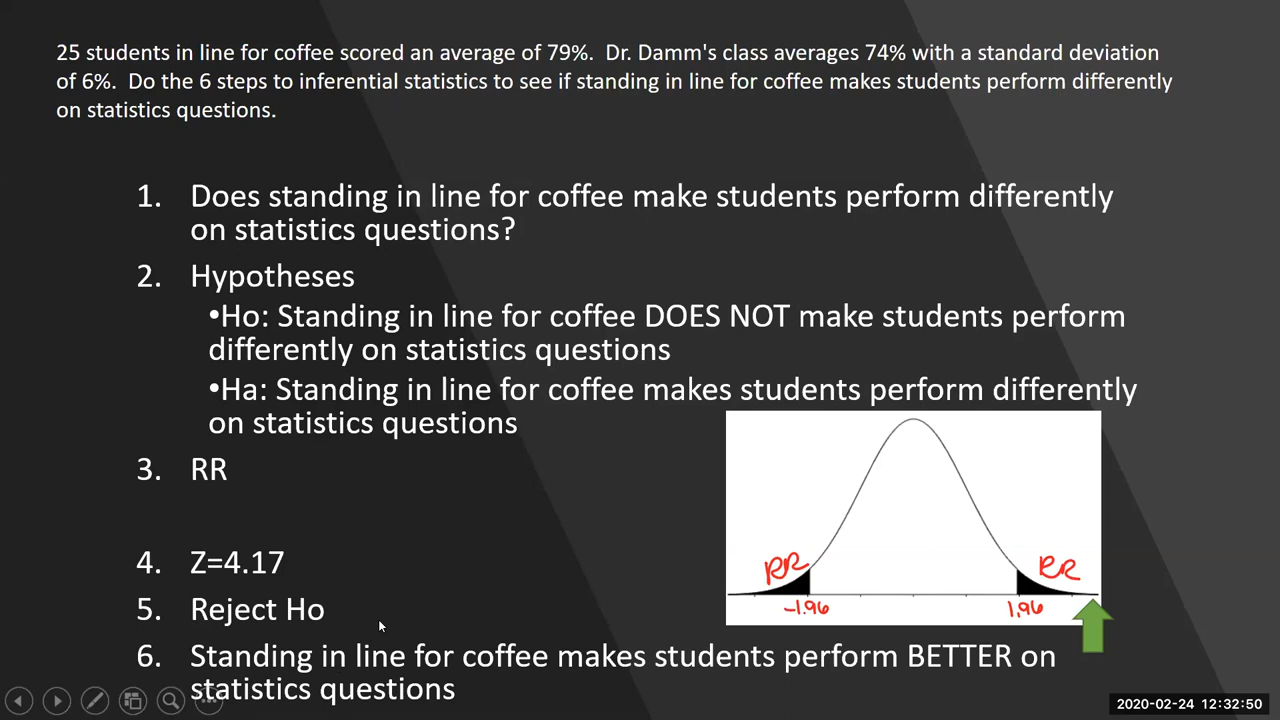 25 students in line for coffee scored an average of 79%.  Dr. Damm's class averages 74% with a standard deviation
of 6%.  Do the 6 steps to inferential statistics to see if standing in line for coffee makes students perform differently
on statistics questions.
1. Does standing in line for coffee make students perform differently
on statistics questions?
2. Hypotheses
•Ho: Standing in line for coffee DOES NOT make students perform
differently on statistics questions
•Ha: Standing in line for coffee makes students perform differently
on statistics questions
3. RR
RR RR
-1.96 1.96
4. Z=4.17
5. Reject Ho
6. Standing in line for coffee makes students perform BETTER on
statistics questions
2020-02-24 12:32:50